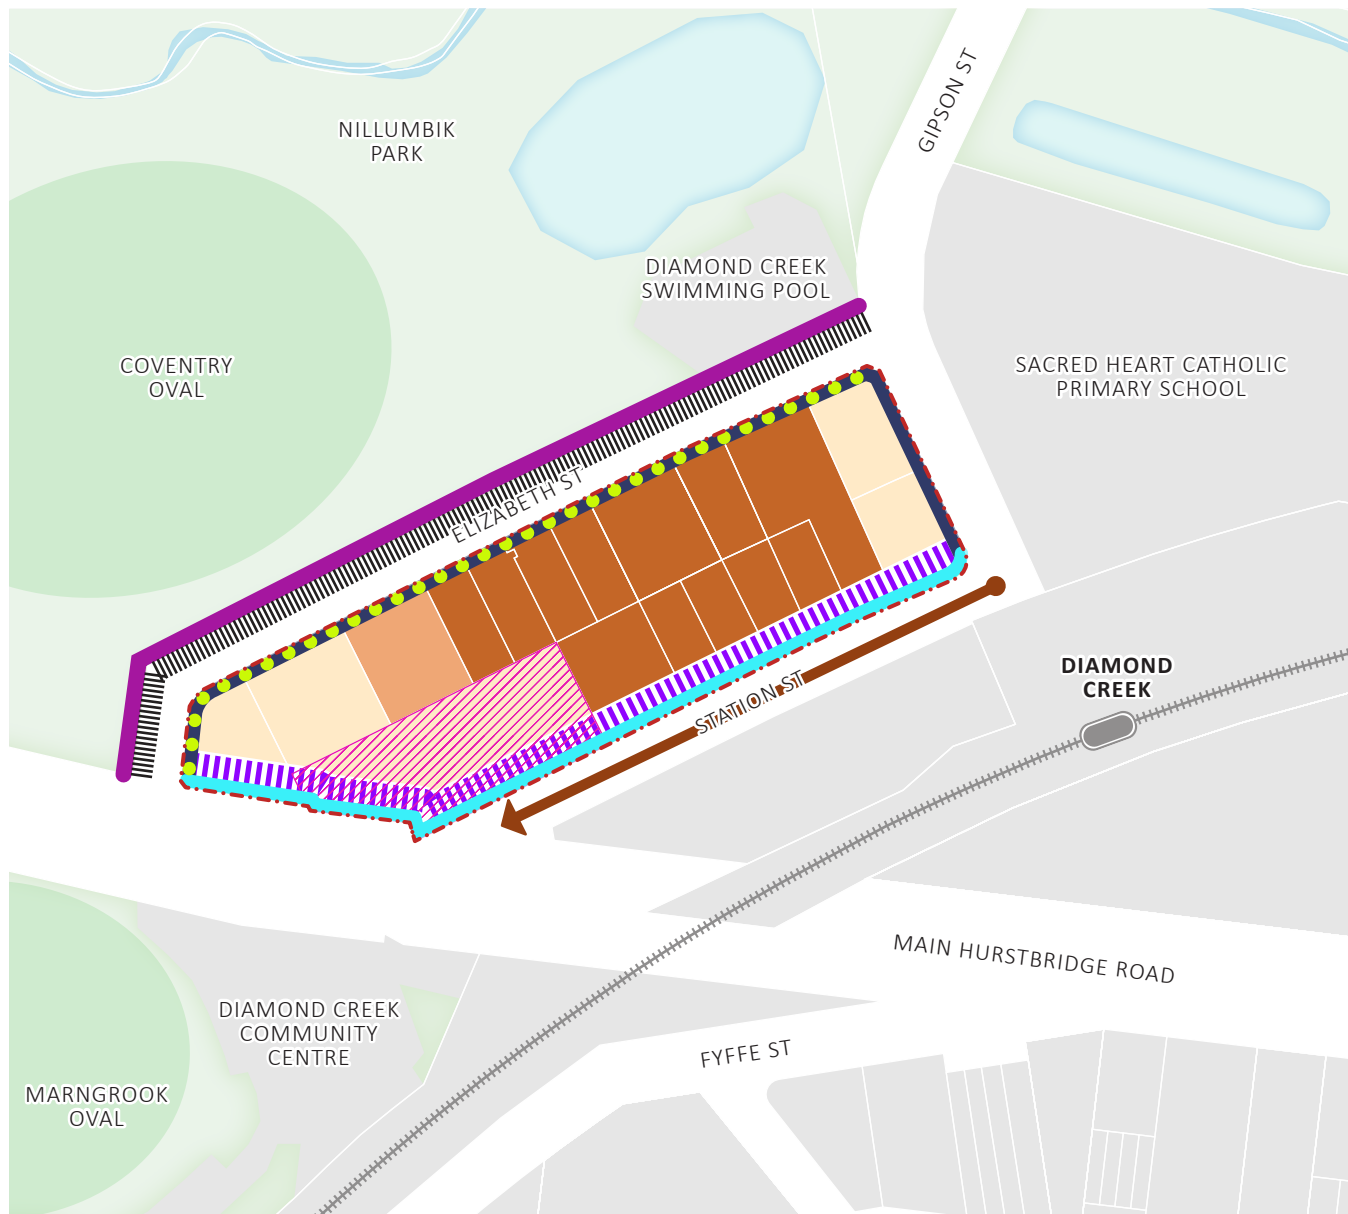 GIPSON ST
NILLUMBIK
PARK
DIAMOND CREEK
SWIMMING POOL
COVENTRY
OVAL
SACRED HEART CATHOLIC
PRIMARY SCHOOL
ELIZABETH ST
STATION ST
DIAMOND
CREEK
MAIN HURSTBRIDGE ROAD
DIAMOND CREEK
COMMUNITY
CENTRE
FYFFE ST
MARNGROOK
OVAL